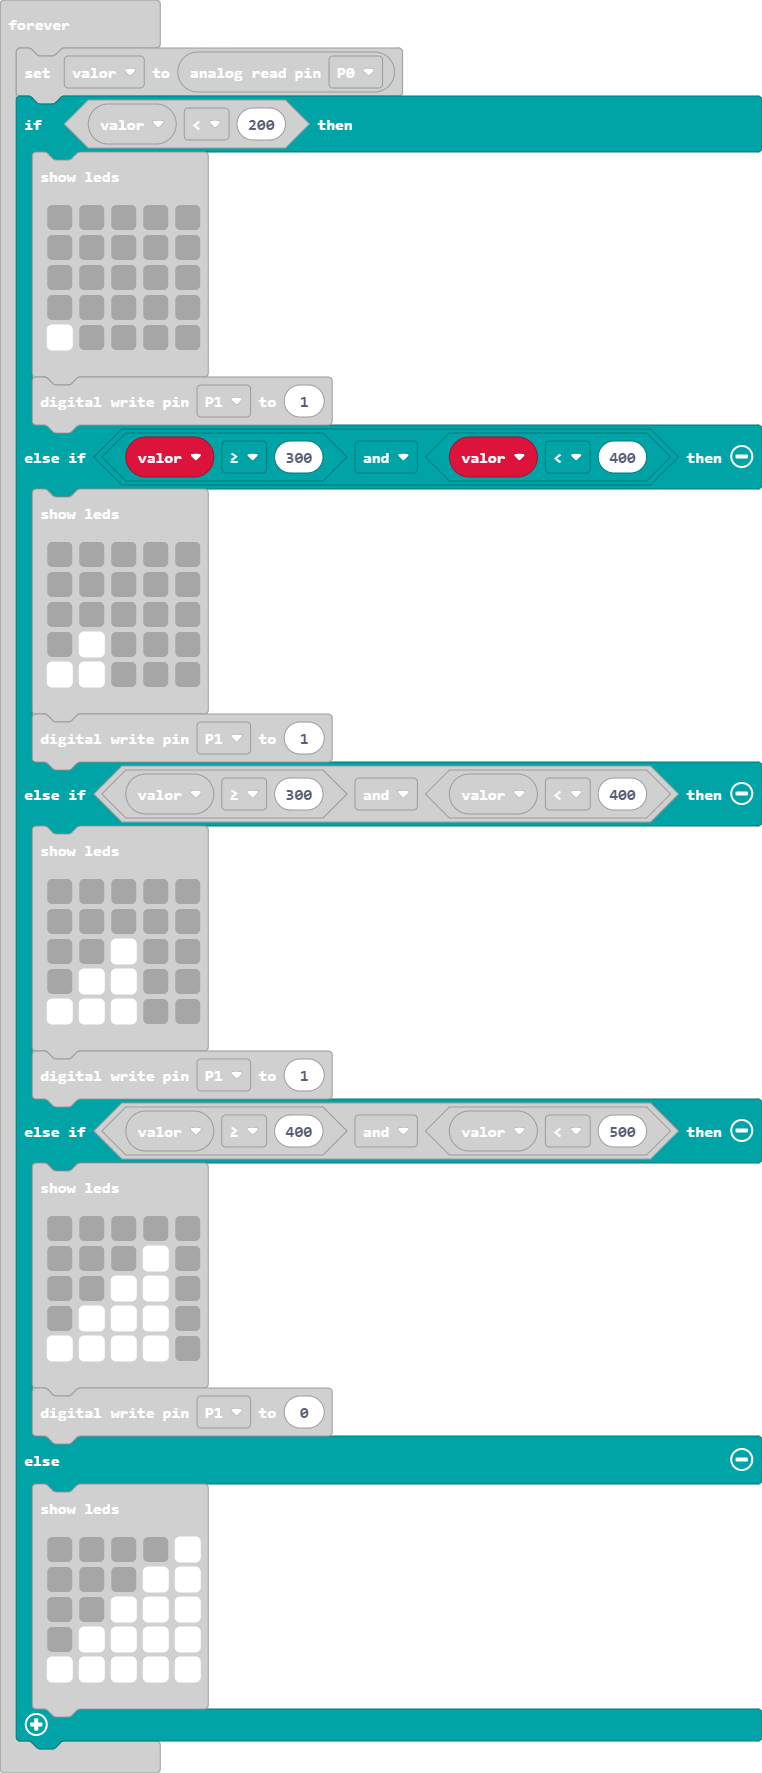 forever
set valor to analog read pin P0
if valor < 200 then
show leds
digital write pin P1 to 1
else if valor ≥ 300 and valor < 400 then
show leds
digital write pin P1 to 1
else if valor ≥ 300 and valor < 400 then
show leds
digital write pin P1 to 1
else if valor ≥ 400 and valor < 500 then
show leds
digital write pin P1 to 0
else
show leds